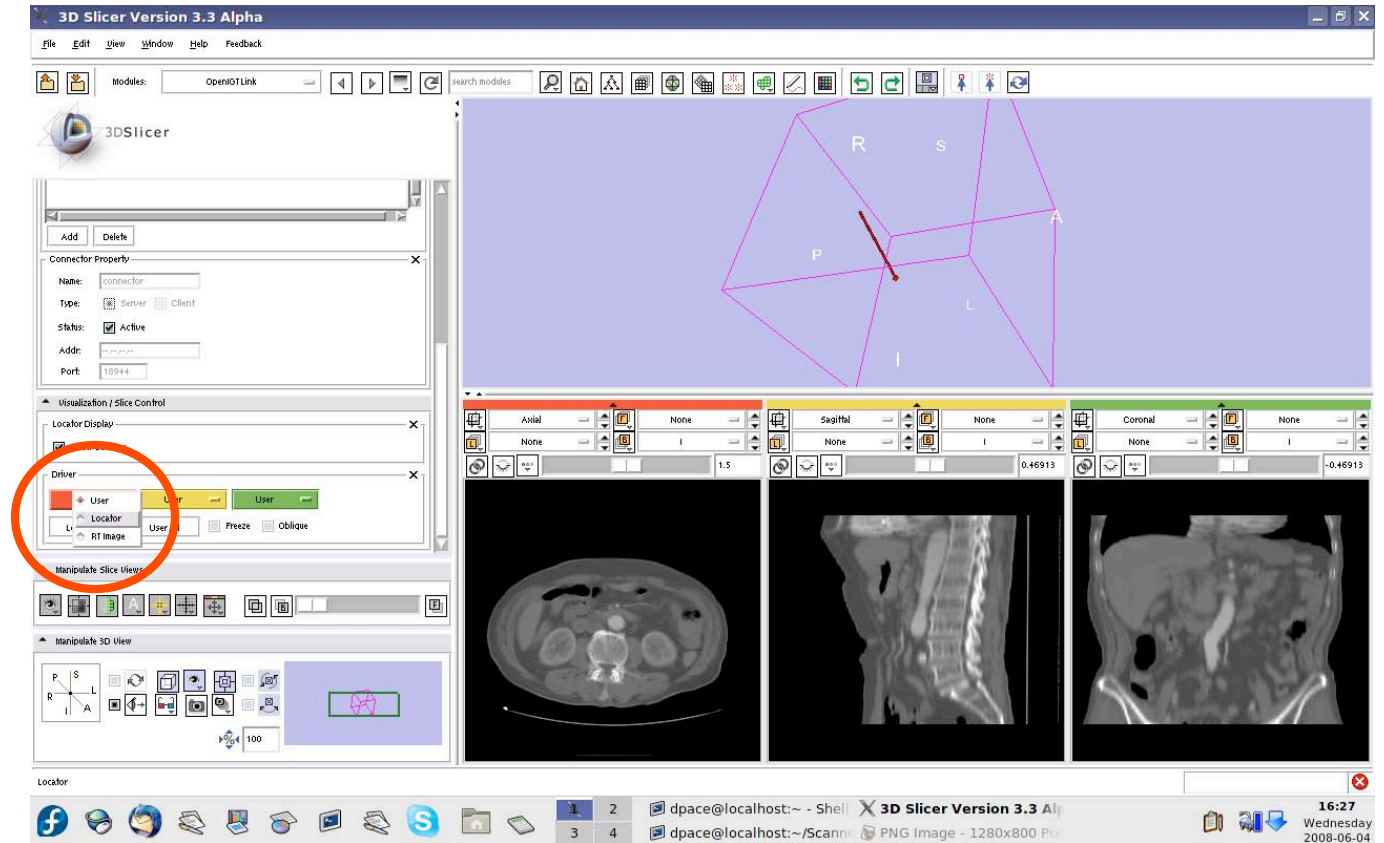 3D Slicer Version 3.3 Alpha
File Edit View Window Help Feedback
Modules: OpenIGTLink search modules
3DSlicer
Add Delete
Connector Property
Name: connector
Type: Server Client
Status: Active
Addr: --.--.--.--
Port: 18944
Visualization / Slice Control
Locator Display
Driver
User User User
Locator
RT Image
User Freeze Oblique
Manipulate Slice Views
Manipulate 3D View
P S
R L
I A
100
R S
A
P
L
I
Axial None Sagittal None Coronal None
None I None I None I
1.5 0.46913 -0.46913
Locator
1 2 dpace@localhost:~ - Shell 3D Slicer Version 3.3 Alp 16:27
3 4 dpace@localhost:~/Scanne PNG Image - 1280x800 Pix Wednesday
2008-06-04